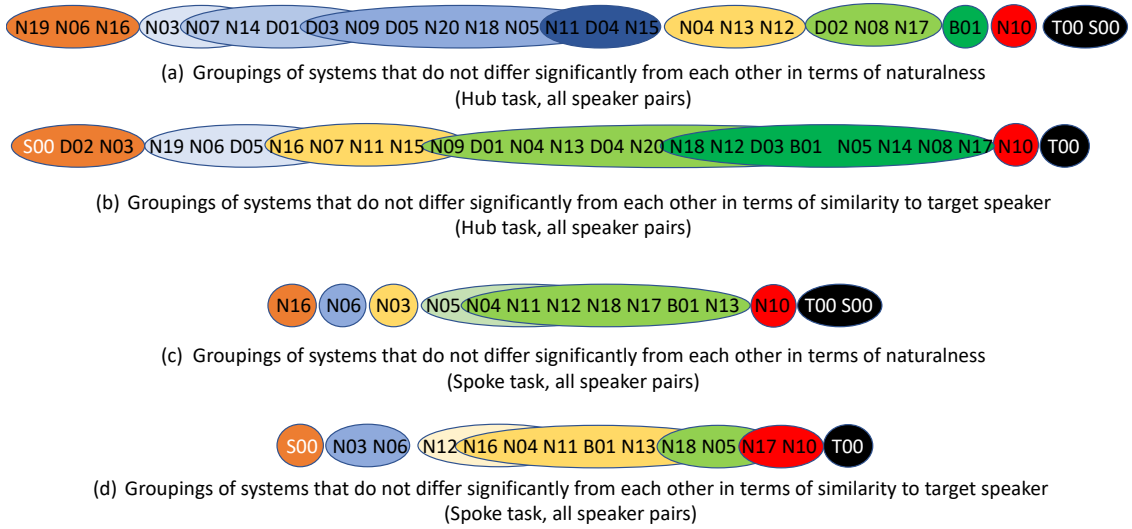 N19 N06 N16 N03 N07 N14 D01 D03 N09 D05 N20 N18 N05 N11 D04 N15 N04 N13 N12 D02 N08 N17 B01 N10 T00 S00
(a) Groupings of systems that do not differ significantly from each other in terms of naturalness
(Hub task, all speaker pairs)
S00 D02 N03 N19 N06 D05 N16 N07 N11 N15 N09 D01 N04 N13 D04 N20 N18 N12 D03 B01 N05 N14 N08 N17 N10 T00
(b) Groupings of systems that do not differ significantly from each other in terms of similarity to target speaker
(Hub task, all speaker pairs)
N16 N06 N03 N05 N04 N11 N12 N18 N17 B01 N13 N10 T00 S00
(c) Groupings of systems that do not differ significantly from each other in terms of naturalness
(Spoke task, all speaker pairs)
S00 N03 N06 N12 N16 N04 N11 B01 N13 N18 N05 N17 N10 T00
(d) Groupings of systems that do not differ significantly from each other in terms of similarity to target speaker
(Spoke task, all speaker pairs)